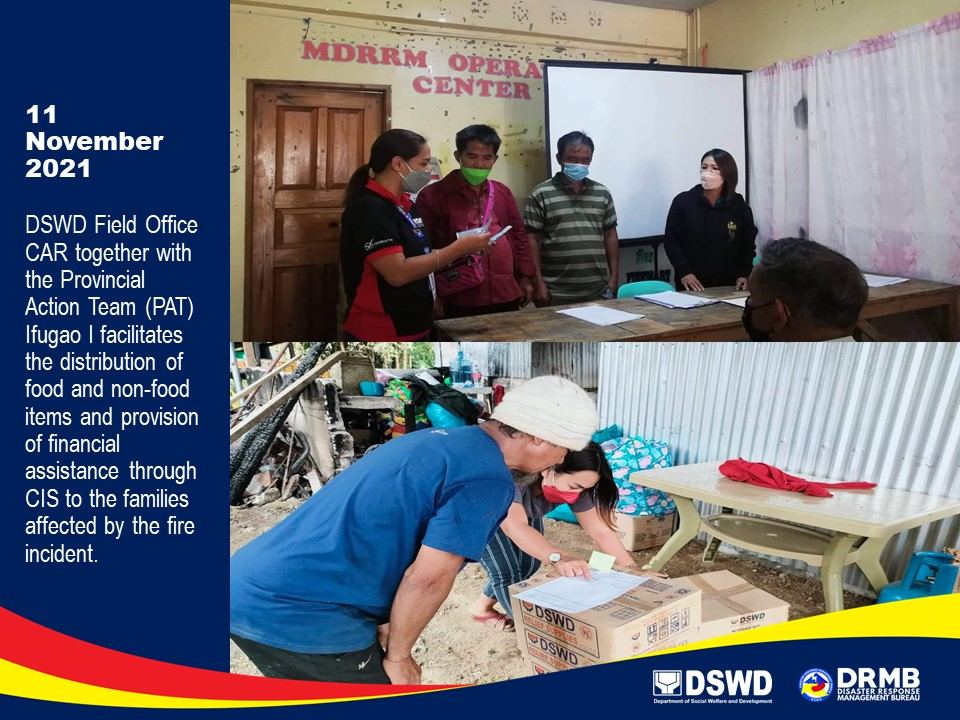 11
November
2021
DSWD Field Office
CAR together with
the Provincial
Action Team (PAT)
Ifugao I facilitates
the distribution of
food and non-food
items and provision
of financial
assistance through
CIS to the families
affected by the fire
incident.
MDRRM OPERA
CENTER
DSWD
RELIEF SUPPLIES
DSWD
DSWD
DSWD
Department of Social Welfare and Development
DRMB
DISASTER RESPONSE
MANAGEMENT BUREAU